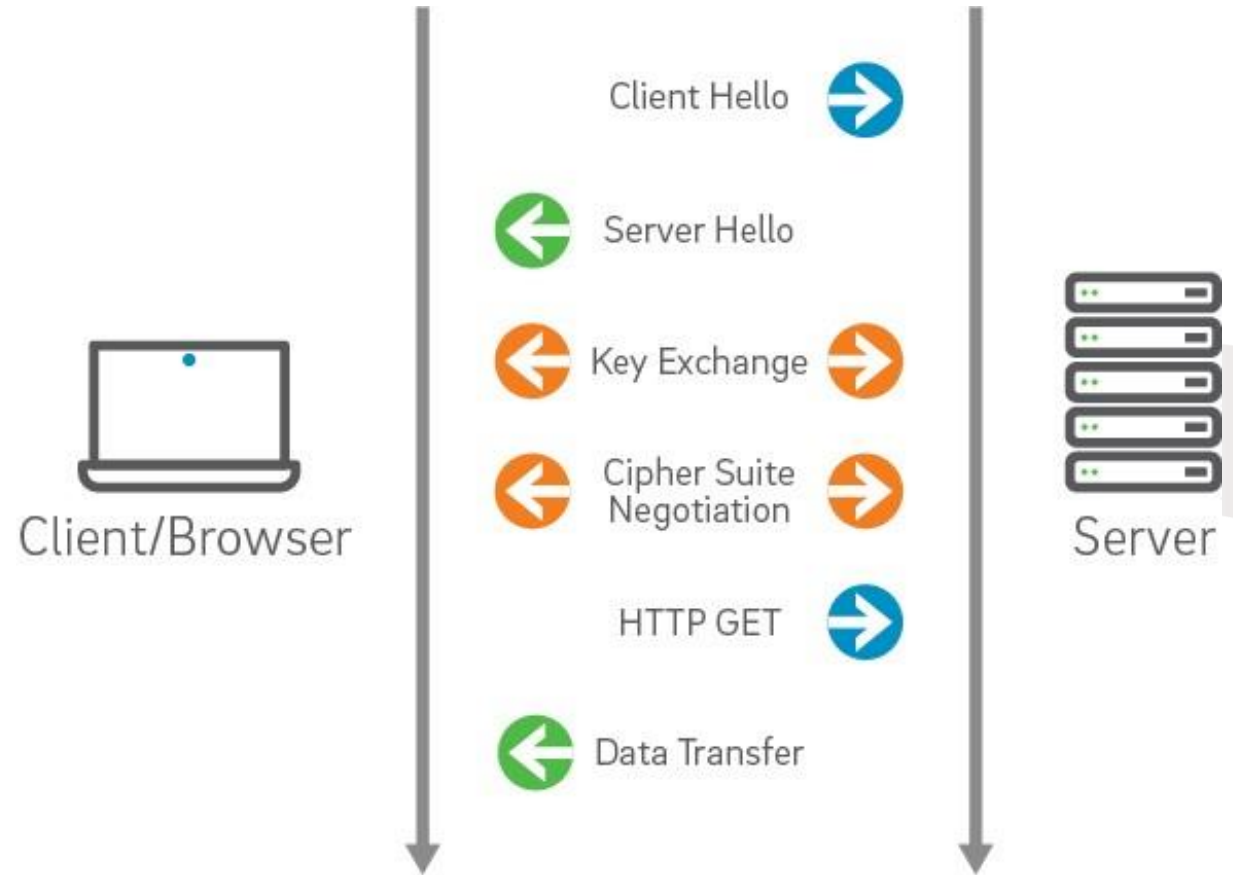 Client Hello
Server Hello
Key Exchange
Cipher Suite
Negotiation
Client/Browser
Server
HTTP GET
Data Transfer